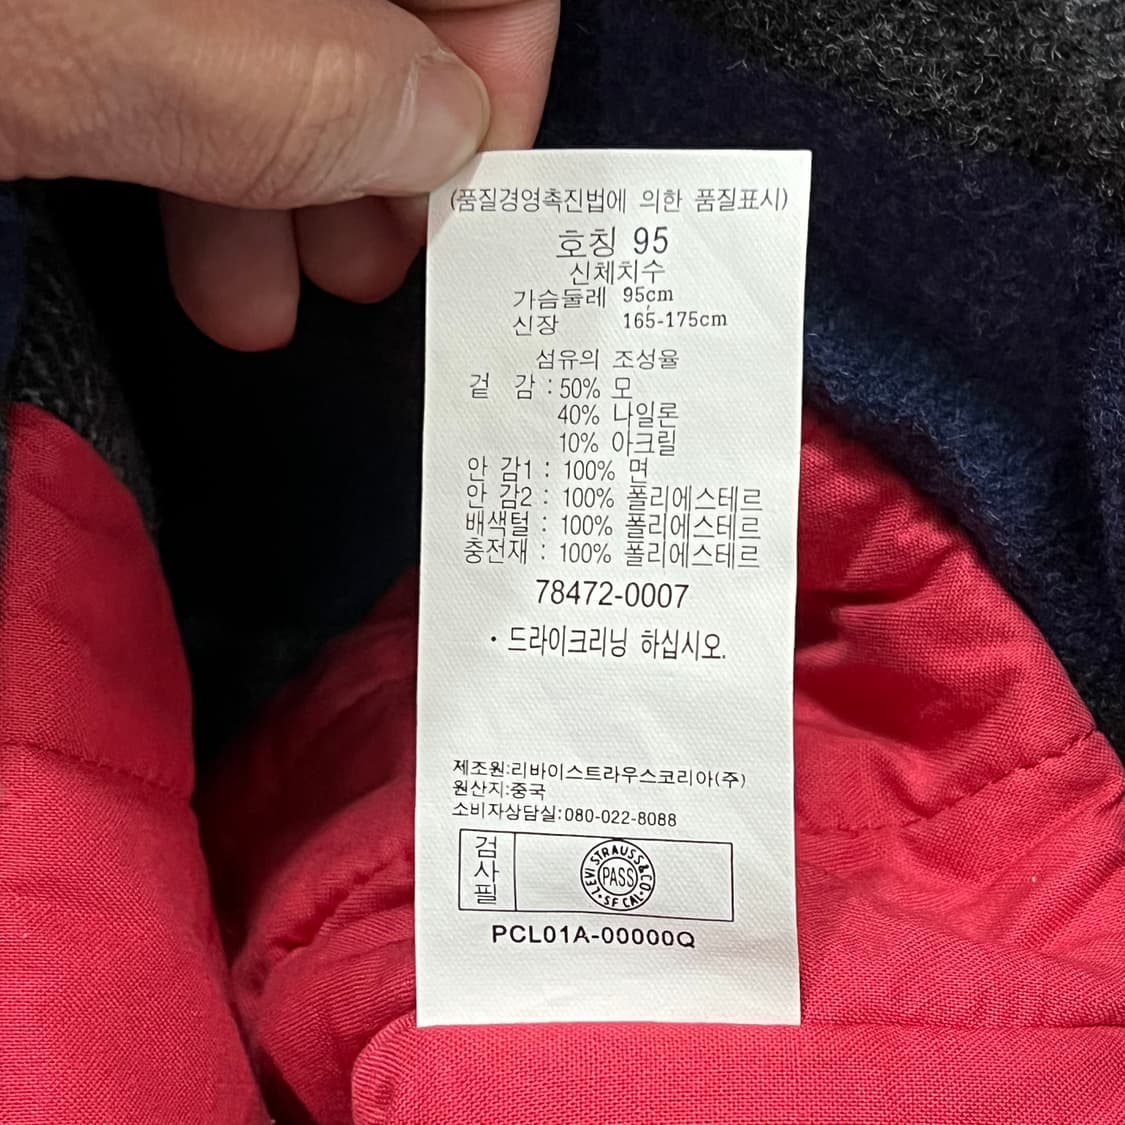 (품질경영촉진법에 의한 품질표시)
호칭 95
신체치수
가슴둘레 95cm
신장 165-175cm
섬유의 조성율
겉 감 : 50% 모
40% 나일론
10% 아크릴
안 감1 : 100% 면
안 감2 : 100% 폴리에스테르
배색털 : 100% 폴리에스테르
충전재 : 100% 폴리에스테르
78472-0007
· 드라이크리닝 하십시오.
제조원:리바이스트라우스코리아(주)
원산지:중국
소비자상담실:080-022-8088
검사필
LEVI STRAUSS&CO.
PASS
·SF CAL·
PCL01A-00000Q